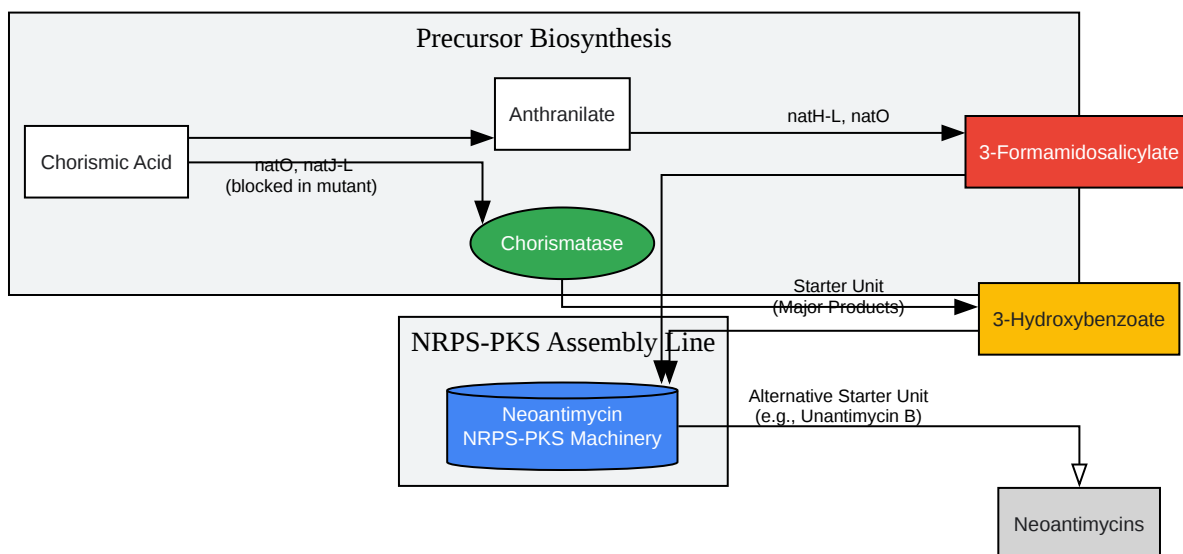 Precursor Biosynthesis
Anthranilate
natH-L, natO
Chorismic Acid
3-Formamidosalicylate
natO, natJ-L
(blocked in mutant)
Chorismatase
Starter Unit
(Major Products)
3-Hydroxybenzoate
NRPS-PKS Assembly Line
Neoantimycin
NRPS-PKS Machinery
Alternative Starter Unit
(e.g., Unantimycin B)
Neoantimycins